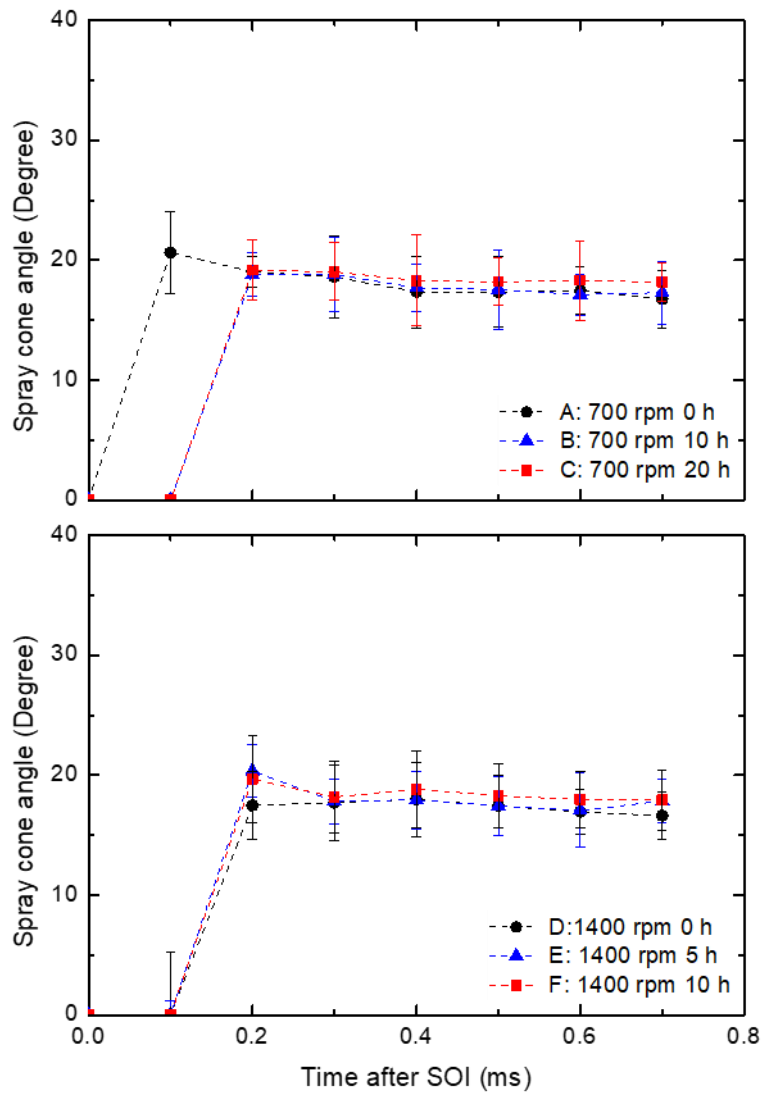 40
30
20
10
0
Spray cone angle (Degree)
A: 700 rpm 0 h
B: 700 rpm 10 h
C: 700 rpm 20 h
40
30
20
10
0
Spray cone angle (Degree)
D:1400 rpm 0 h
E: 1400 rpm 5 h
F: 1400 rpm 10 h
0.0 0.2 0.4 0.6 0.8
Time after SOI (ms)